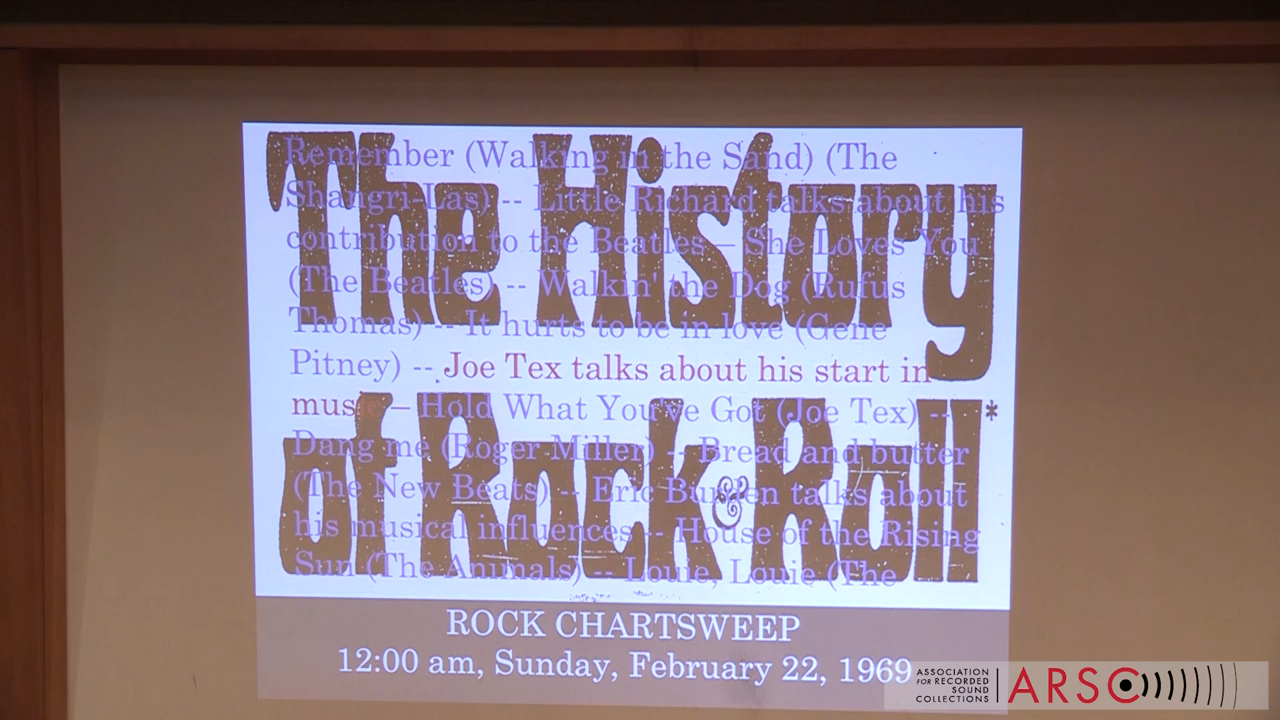 The History
of Rock & Roll*
Remember (Walking in the Sand) (The
Shangri-Las) -- Little Richard talks about his
contribution to the Beatles – She Loves You
(The Beatles) -- Walkin' the Dog (Rufus
Thomas) -- It hurts to be in love (Gene
Pitney) -- Joe Tex talks about his start in
music – Hold What You've Got (Joe Tex) --
Dang me (Roger Miller) -- Bread and butter
(The New Beats) -- Eric Burden talks about
his musical influences -- House of the Rising
Sun (The Animals) -- Louie, Louie (The
ROCK CHARTSWEEP
12:00 am, Sunday, February 22, 1969
ASSOCIATION
FOR RECORDED
SOUND
COLLECTIONS
ARSC